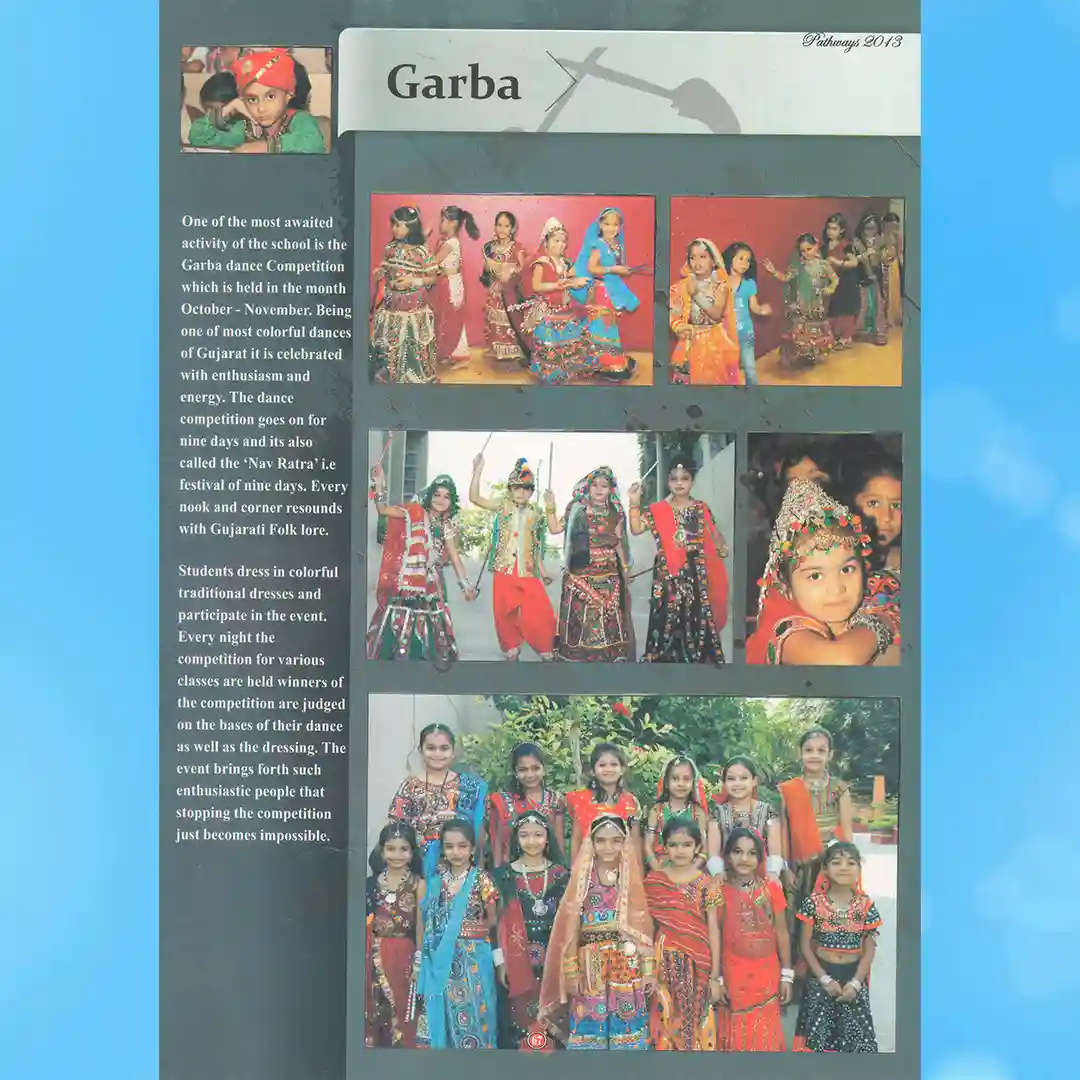 Pathways 2013
Garba
One of the most awaited
activity of the school is the
Garba dance Competition
which is held in the month
October - November. Being
one of most colorful dances
of Gujarat it is celebrated
with enthusiasm and
energy. The dance
competition goes on for
nine days and its also
called the ‘Nav Ratra’ i.e
festival of nine days. Every
nook and corner resounds
with Gujarati Folk lore.
Students dress in colorful
traditional dresses and
participate in the event.
Every night the
competition for various
classes are held winners of
the competition are judged
on the bases of their dance
as well as the dressing. The
event brings forth such
enthusiastic people that
stopping the competition
just becomes impossible.
67